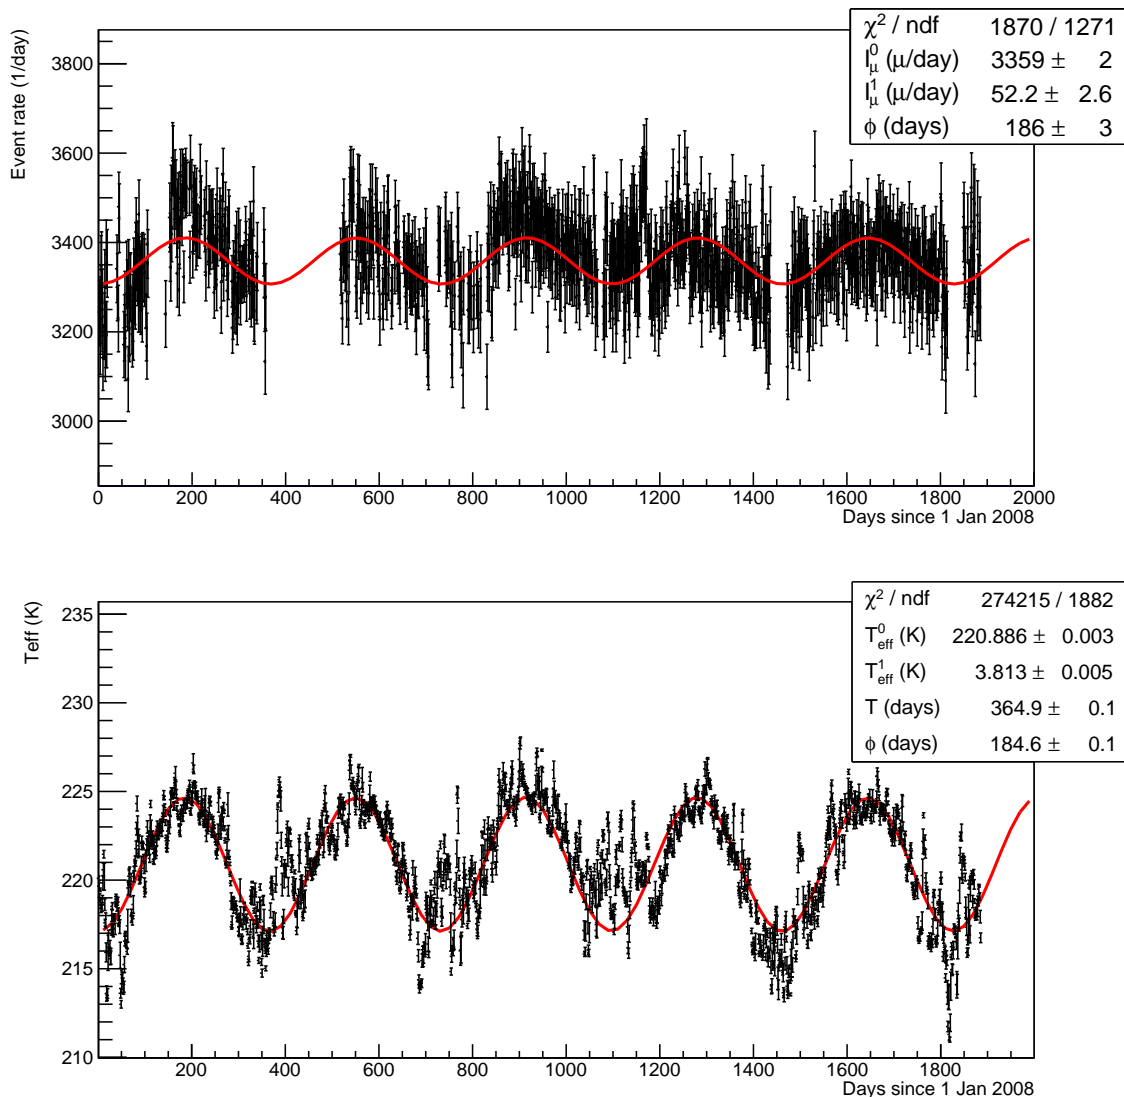 χ² / ndf 1870 / 1271
I⁰μ (μ/day) 3359 ± 2
I¹μ (μ/day) 52.2 ± 2.6
ϕ (days) 186 ± 3
Event rate (1/day)
3800
3600
3400
3200
3000
0 200 400 600 800 1000 1200 1400 1600 1800 2000
Days since 1 Jan 2008
χ² / ndf 274215 / 1882
T⁰eff (K) 220.886 ± 0.003
T¹eff (K) 3.813 ± 0.005
T (days) 364.9 ± 0.1
ϕ (days) 184.6 ± 0.1
Teff (K)
235
230
225
220
215
210
200 400 600 800 1000 1200 1400 1600 1800
Days since 1 Jan 2008